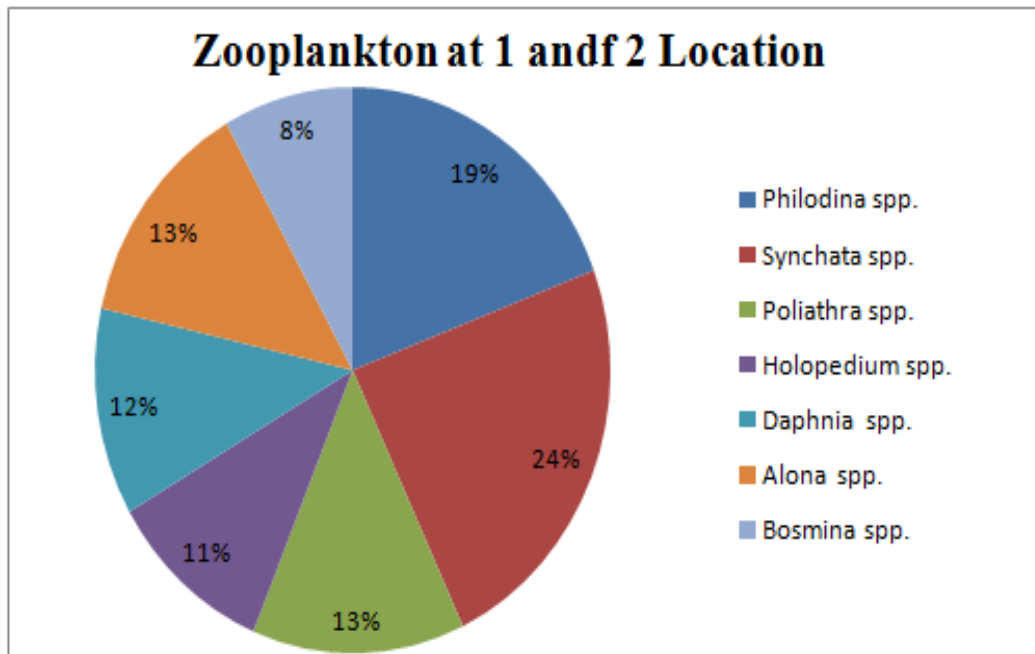 Zooplankton at 1 andf 2 Location
8%
19%
13%
12%
24%
11%
13%
Philodina spp.
Synchata spp.
Poliathra spp.
Holopedium spp.
Daphnia spp.
Alona spp.
Bosmina spp.